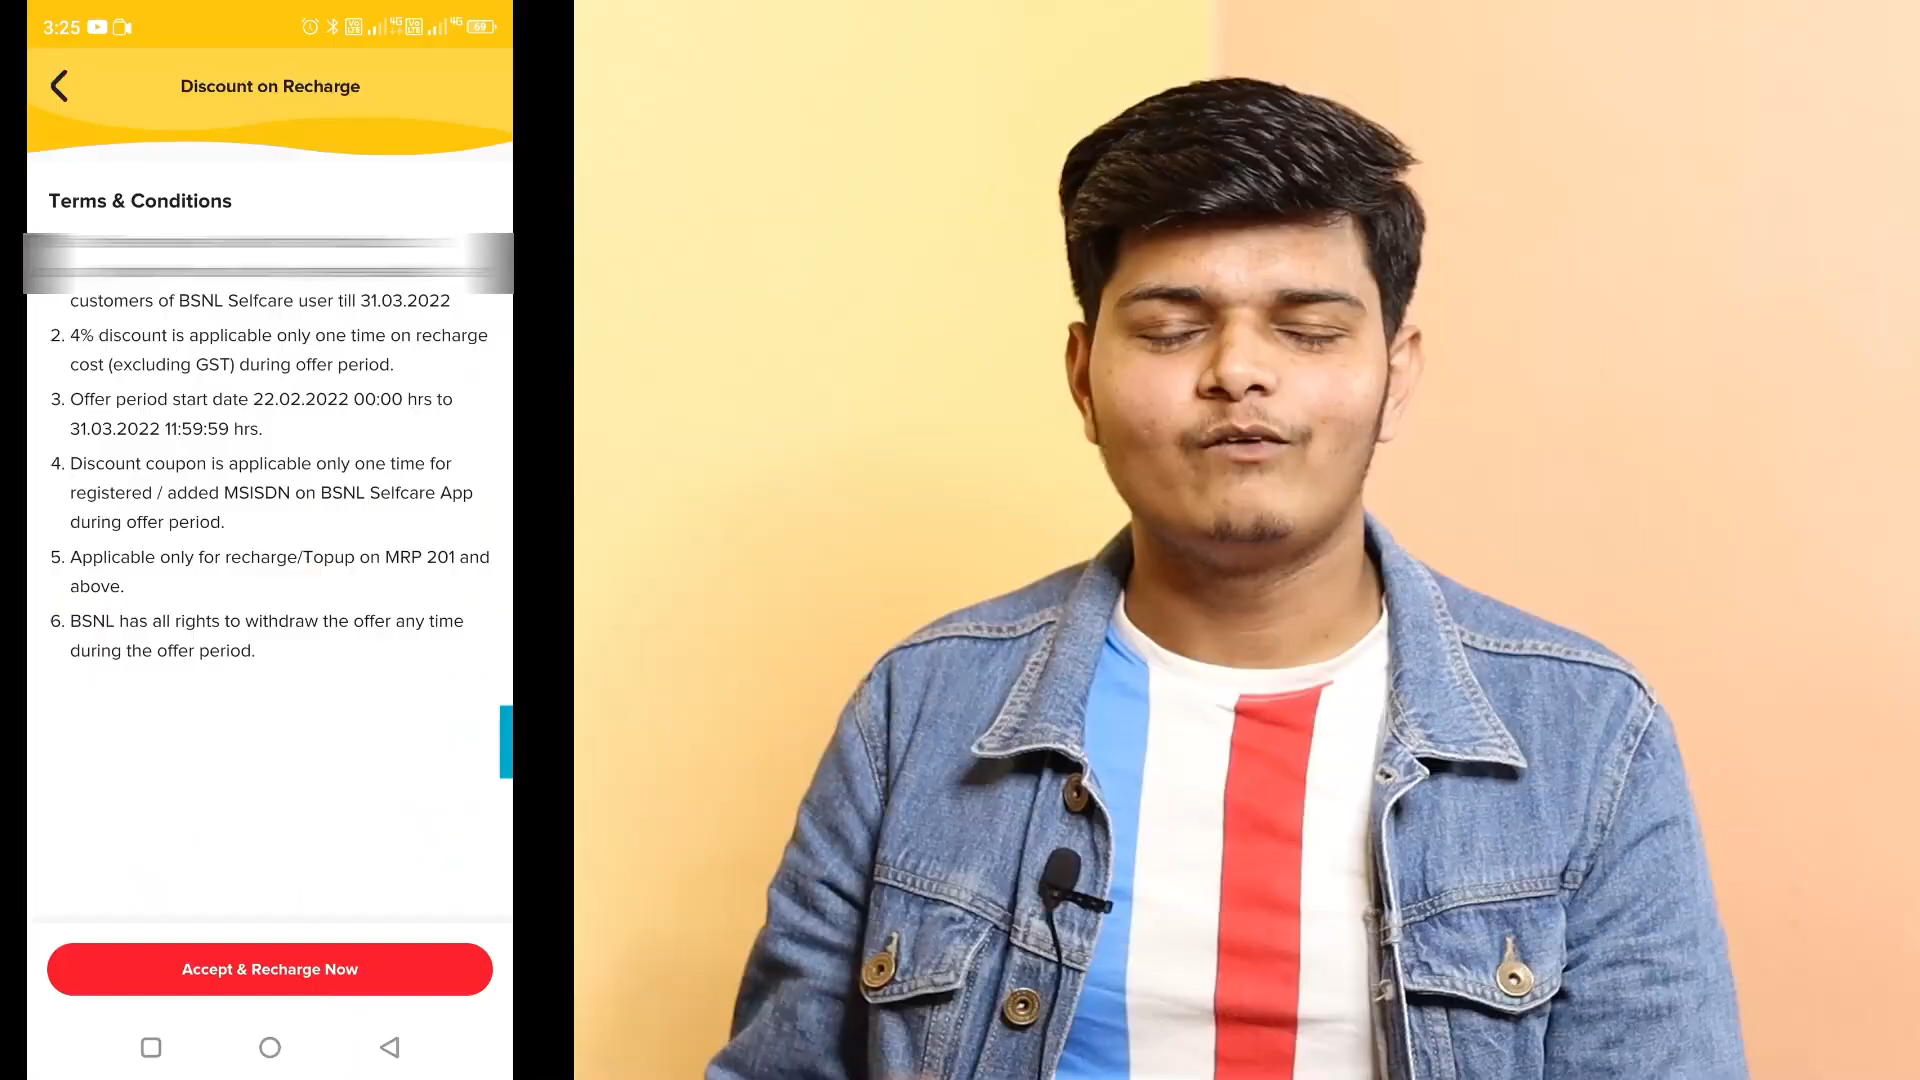 3:25
4G
4G
69
Discount on Recharge
Terms & Conditions
customers of BSNL Selfcare user till 31.03.2022
2. 4% discount is applicable only one time on recharge
cost (excluding GST) during offer period.
3. Offer period start date 22.02.2022 00:00 hrs to
31.03.2022 11:59:59 hrs.
4. Discount coupon is applicable only one time for
registered / added MSISDN on BSNL Selfcare App
during offer period.
5. Applicable only for recharge/Topup on MRP 201 and
above.
6. BSNL has all rights to withdraw the offer any time
during the offer period.
Accept & Recharge Now